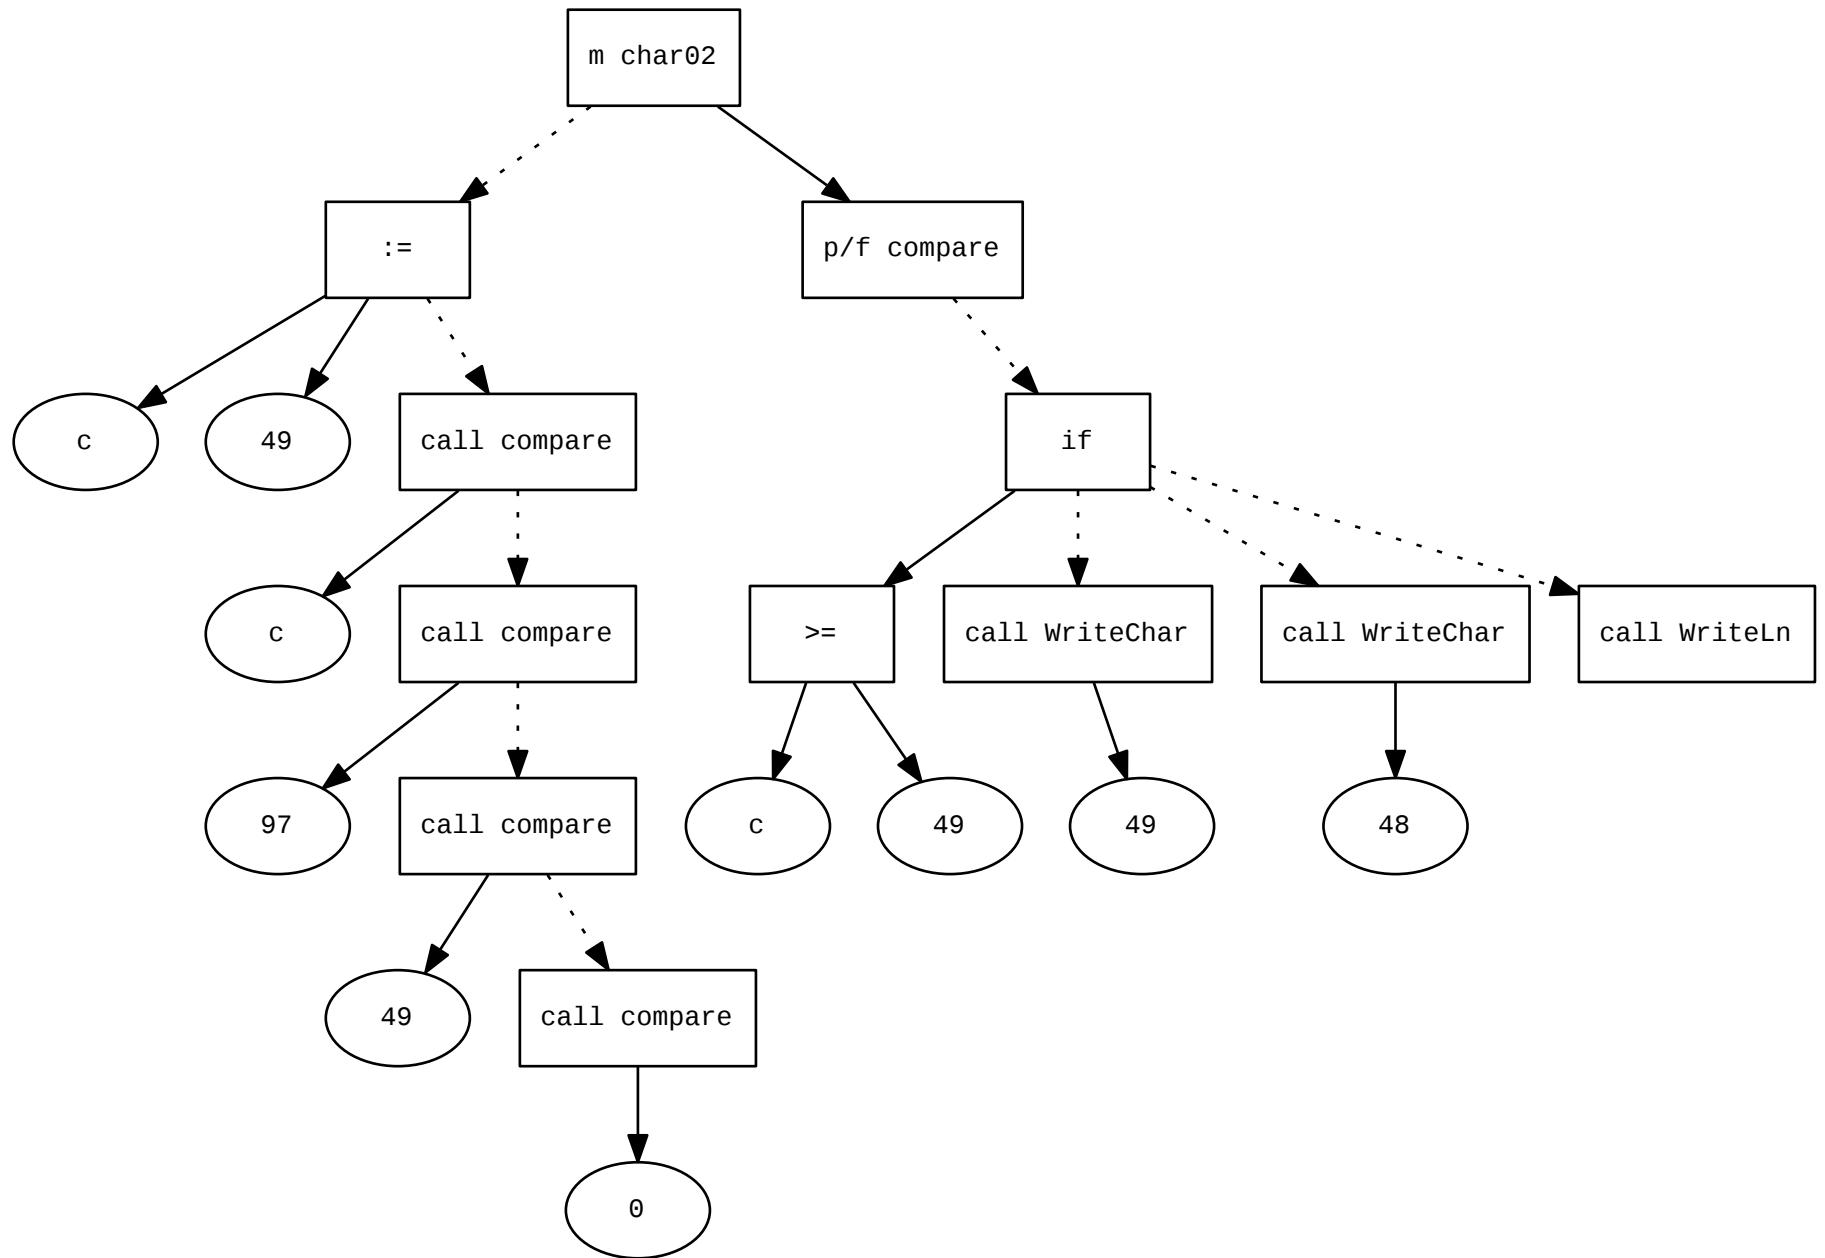 m char02
:=
p/f compare
c
49
call compare
if
c
call compare
>=
call WriteChar
call WriteChar
call WriteLn
97
call compare
c
49
49
48
49
call compare
0